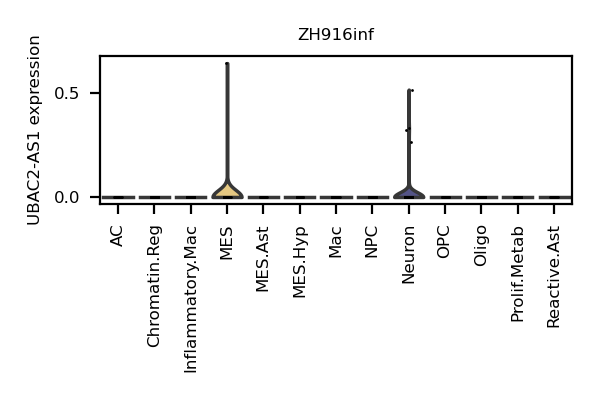 ZH916inf
UBAC2-AS1 expression
0.5
0.0
AC
Chromatin.Reg
Inflammatory.Mac
MES
MES.Ast
MES.Hyp
Mac
NPC
Neuron
OPC
Oligo
Prolif.Metab
Reactive.Ast